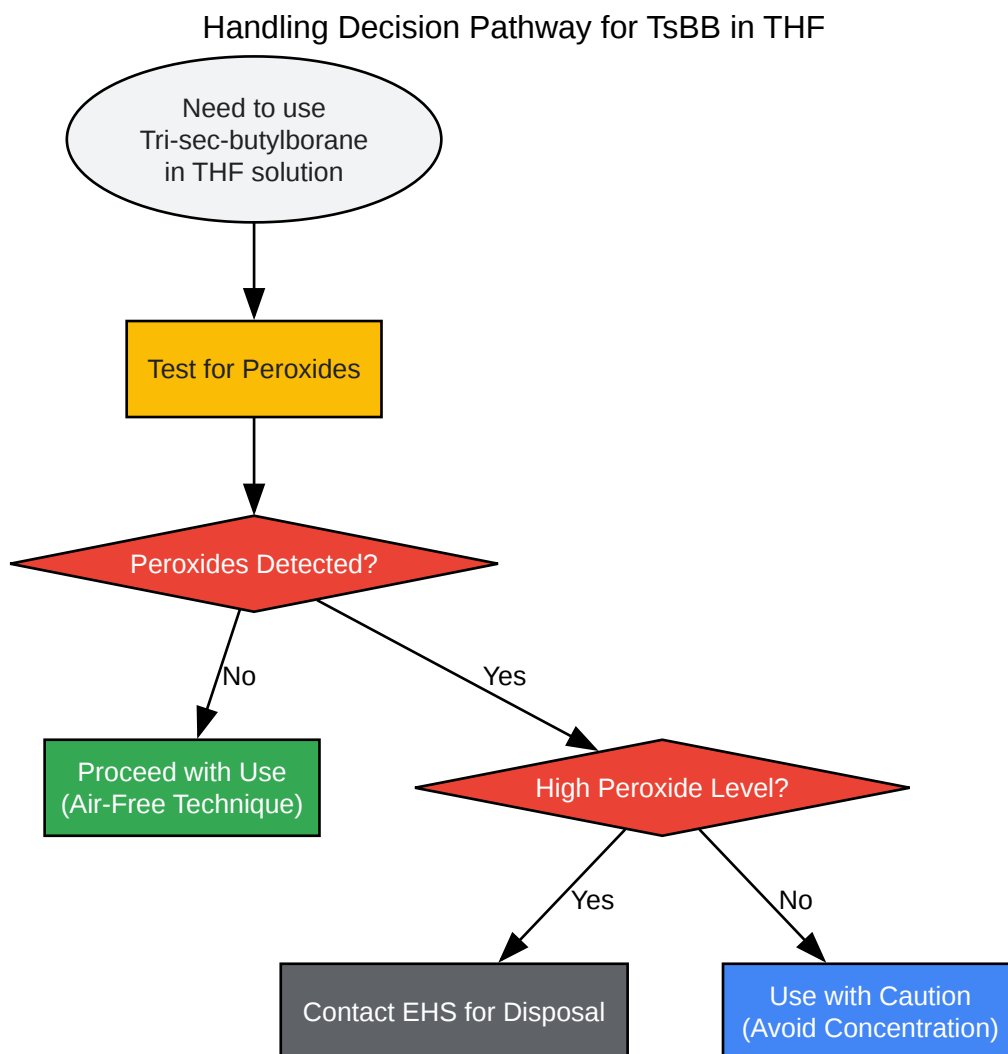 Handling Decision Pathway for TsBB in THF
Need to use
Tri-sec-butylborane
in THF solution
Test for Peroxides
Peroxides Detected?
No
Yes
Proceed with Use
(Air-Free Technique)
High Peroxide Level?
Yes
No
Contact EHS for Disposal
Use with Caution
(Avoid Concentration)